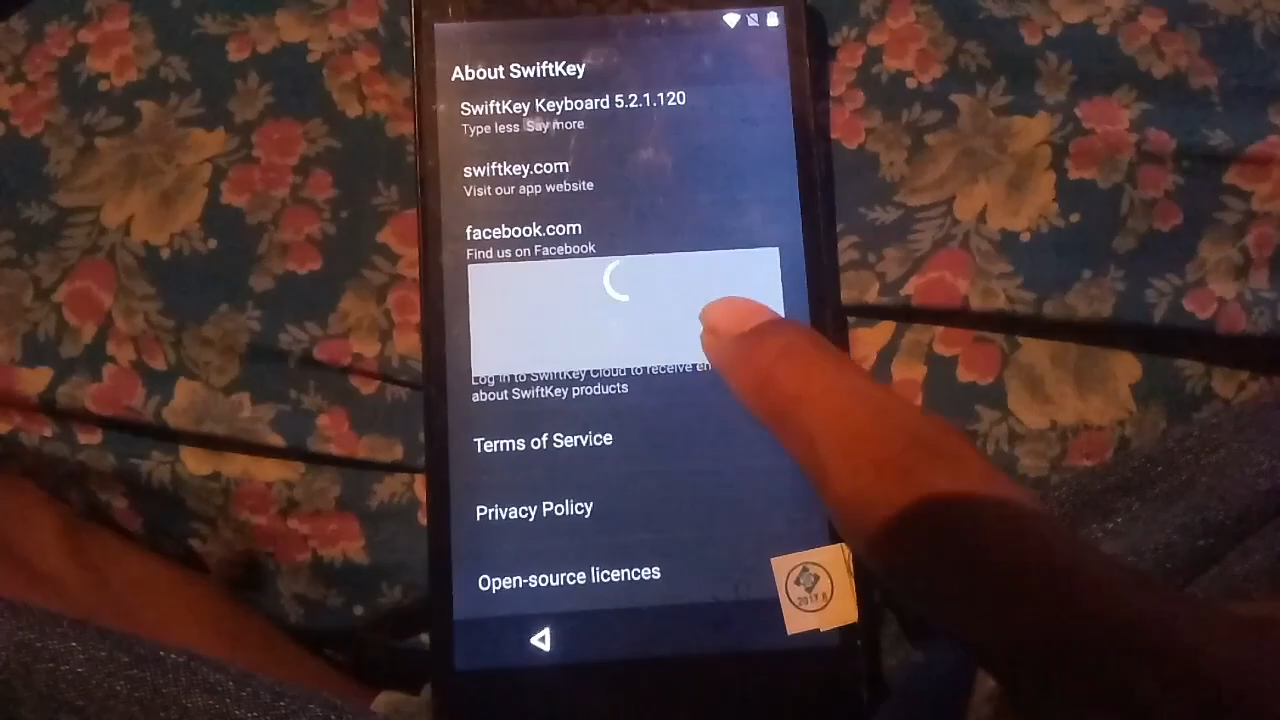 About SwiftKey
SwiftKey Keyboard 5.2.1.120
Type less Say more
swiftkey.com
Visit our app website
facebook.com
Find us on Facebook
Log in to SwiftKey Cloud to receive
about SwiftKey products
Terms of Service
Privacy Policy
Open-source licences